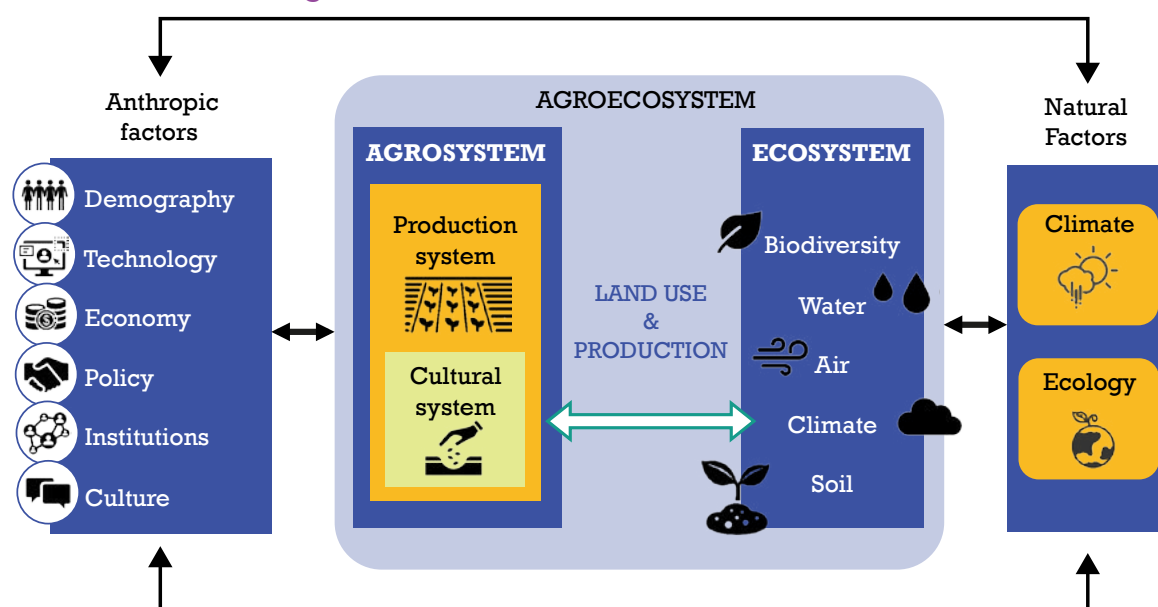 Anthropic
factors
Demography
Technology
Economy
Policy
Institutions
Culture
AGROECOSYSTEM
AGROSYSTEM
Production
system
Cultural
system
LAND USE
&
PRODUCTION
ECOSYSTEM
Biodiversity
Water
Air
Climate
Soil
Natural
Factors
Climate
Ecology